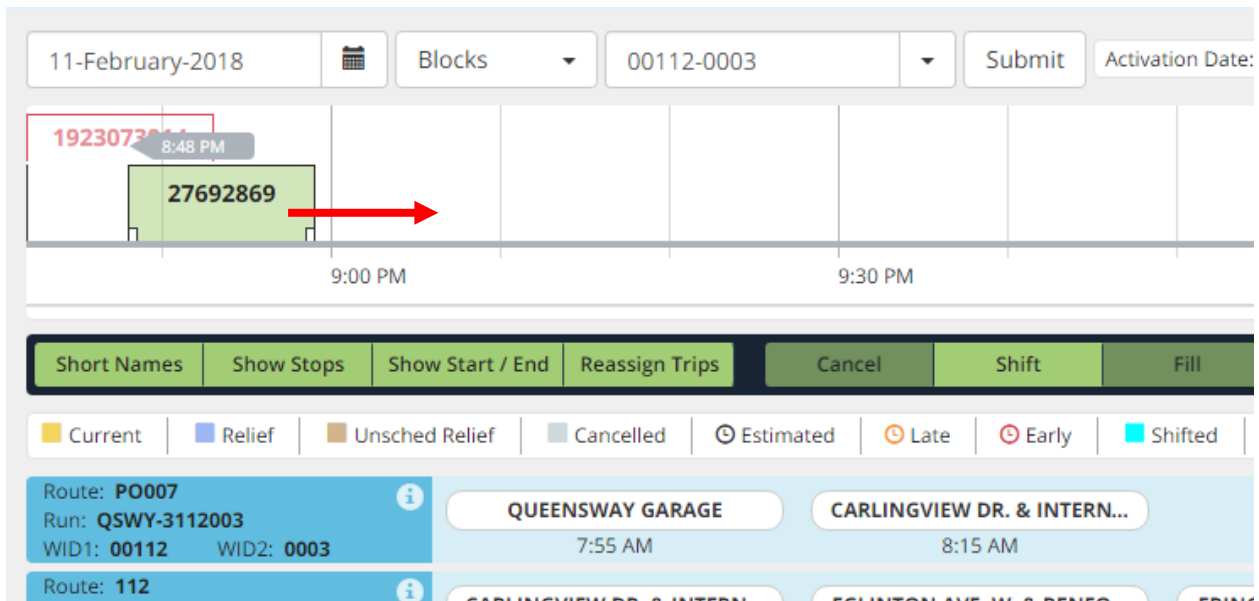 11-February-2018 Blocks 00112-0003 Submit Activation Date:
8:48 PM
27692869
9:00 PM 9:30 PM
Short Names Show Stops Show Start / End Reassign Trips Cancel Shift Fill
Current Relief Unsched Relief Cancelled Estimated Late Early Shifted
Route: PO007
Run: QSWY-3112003
WID1: 00112 WID2: 0003
QUEENSWAY GARAGE CARLINGVIEW DR. & INTERN...
7:55 AM 8:15 AM
Route: 112
CARLINGVIEW DR. & INTERN...